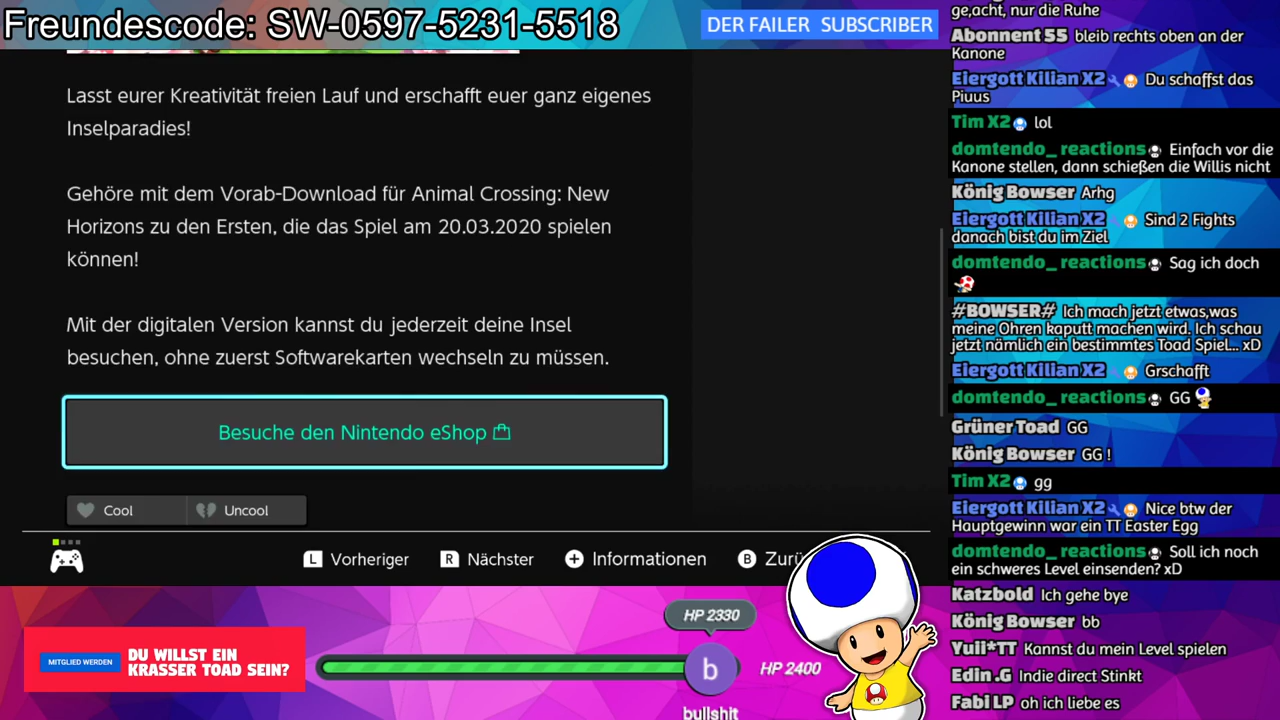 Freundescode: SW-0597-5231-5518
DER FAILER SUBSCRIBER
Lasst eurer Kreativität freien Lauf und erschafft euer ganz eigenes
Inselparadies!
Gehöre mit dem Vorab-Download für Animal Crossing: New
Horizons zu den Ersten, die das Spiel am 20.03.2020 spielen
können!
Mit der digitalen Version kannst du jederzeit deine Insel
besuchen, ohne zuerst Softwarekarten wechseln zu müssen.
Besuche den Nintendo eShop
Cool
Uncool
L Vorheriger
R Nächster
+ Informationen
B
MITGLIED WERDEN
DU WILLST EIN
KRASSER TOAD SEIN?
HP 2330
b
HP 2400
bullshit
ge,acht, nur die Ruhe
Abonnent 55 bleib rechts oben an der
Kanone
Eiergott Kilian X2 Du schaffst das
Piuus
Tim X2 lol
domtendo_reactions Einfach vor die
Kanone stellen, dann schießen die Willis nicht
König Bowser Arhg
Eiergott Kilian X2 Sind 2 Fights
danach bist du im Ziel
domtendo_reactions Sag ich doch
#BOWSER# Ich mach jetzt etwas,was
meine Ohren kaputt machen wird. Ich schau
jetzt nämlich ein bestimmtes Toad Spiel... xD
Eiergott Kilian X2 Grschafft
domtendo_reactions GG
Grüner Toad GG
König Bowser GG !
Tim X2 gg
Eiergott Kilian X2 Nice btw der
Hauptgewinn war ein TT Easter Egg
domtendo_reactions Soll ich noch
ein schweres Level einsenden? xD
Katzbold Ich gehe bye
König Bowser bb
Yuii*TT Kannst du mein Level spielen
Edin .G Indie direct Stinkt
Fabi LP oh ich liebe es